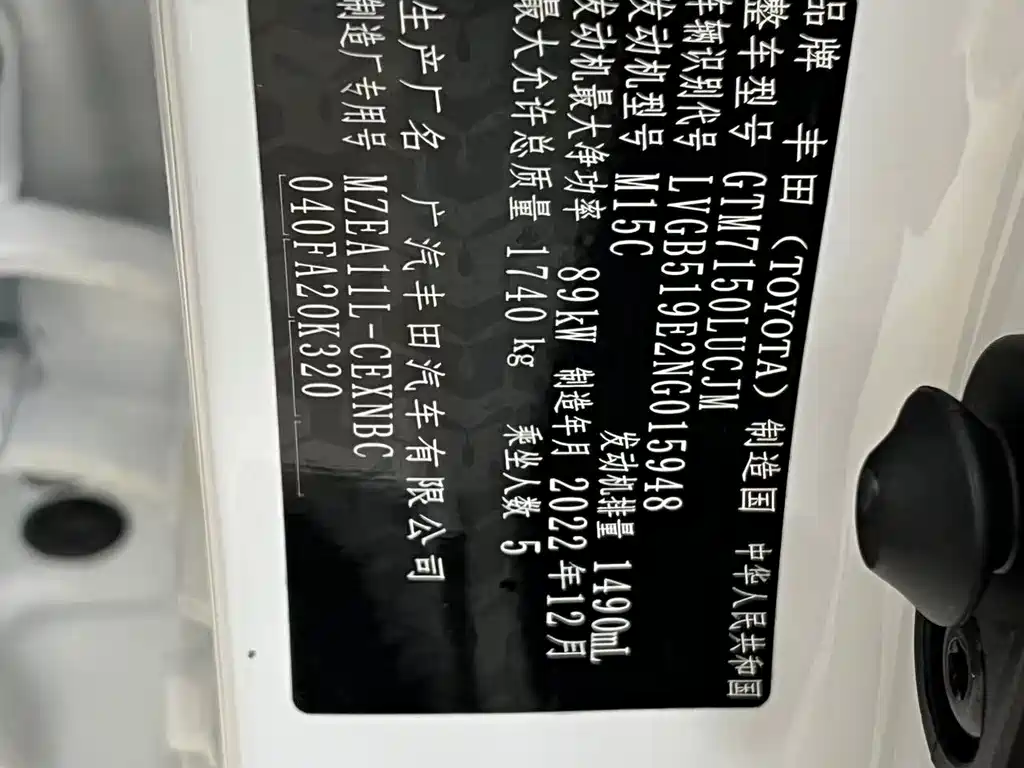 品牌 丰田 (TOYOTA) 制造国 中华人民共和国
整车型号 GTM7150LUCJM
车辆识别代号 LVGB519E2NG015948
发动机型号 M15C 发动机排量 1490mL
发动机最大净功率 89kW 制造年月 2022年12月
最大允许总质量 1740 kg 乘坐人数 5
生产厂名 广汽丰田汽车有限公司
制造厂专用号 MZEA11L-CEXNBC
040FA20K320